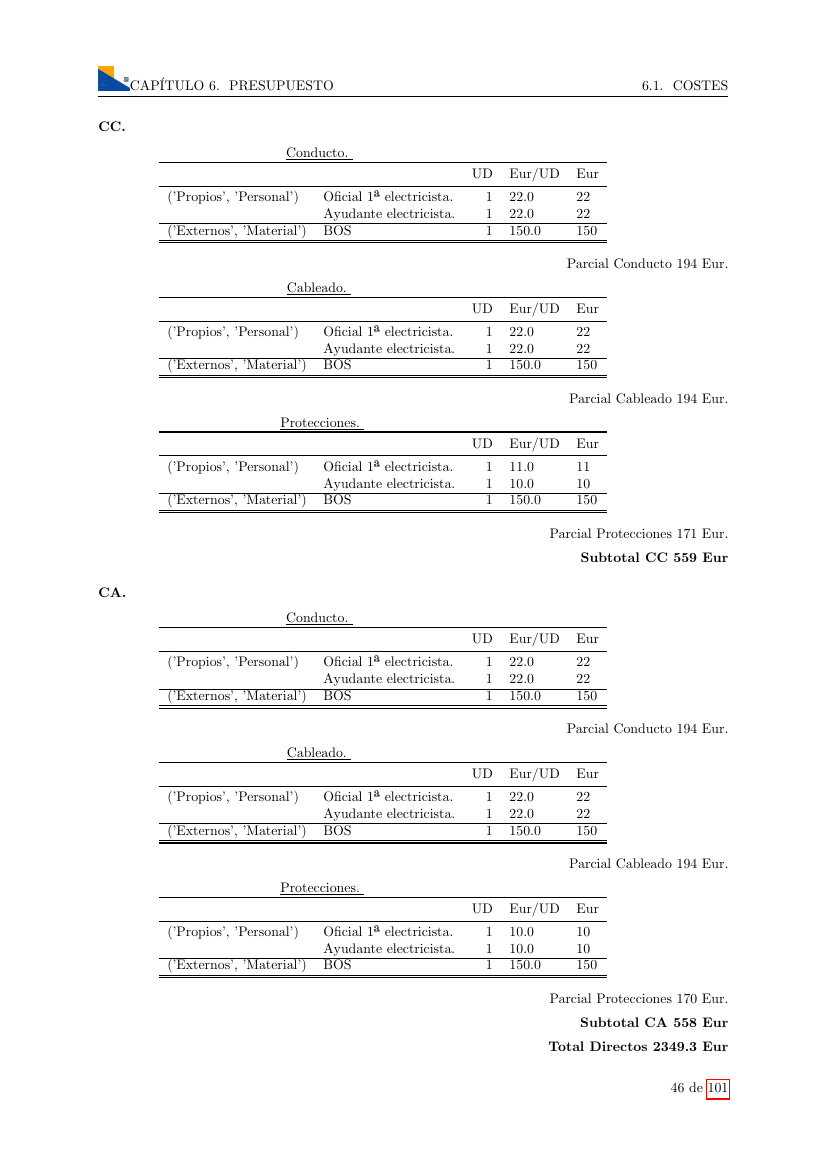 CAPÍTULO 6. PRESUPUESTO 6.1. COSTES
CC.
Conducto.
UD Eur/UD Eur
('Propios', 'Personal') Oficial 1ª electricista. 1 22.0 22
Ayudante electricista. 1 22.0 22
('Externos', 'Material') BOS 1 150.0 150
Parcial Conducto 194 Eur.
Cableado.
UD Eur/UD Eur
('Propios', 'Personal') Oficial 1ª electricista. 1 22.0 22
Ayudante electricista. 1 22.0 22
('Externos', 'Material') BOS 1 150.0 150
Parcial Cableado 194 Eur.
Protecciones.
UD Eur/UD Eur
('Propios', 'Personal') Oficial 1ª electricista. 1 11.0 11
Ayudante electricista. 1 10.0 10
('Externos', 'Material') BOS 1 150.0 150
Parcial Protecciones 171 Eur.
Subtotal CC 559 Eur
CA.
Conducto.
UD Eur/UD Eur
('Propios', 'Personal') Oficial 1ª electricista. 1 22.0 22
Ayudante electricista. 1 22.0 22
('Externos', 'Material') BOS 1 150.0 150
Parcial Conducto 194 Eur.
Cableado.
UD Eur/UD Eur
('Propios', 'Personal') Oficial 1ª electricista. 1 22.0 22
Ayudante electricista. 1 22.0 22
('Externos', 'Material') BOS 1 150.0 150
Parcial Cableado 194 Eur.
Protecciones.
UD Eur/UD Eur
('Propios', 'Personal') Oficial 1ª electricista. 1 10.0 10
Ayudante electricista. 1 10.0 10
('Externos', 'Material') BOS 1 150.0 150
Parcial Protecciones 170 Eur.
Subtotal CA 558 Eur
Total Directos 2349.3 Eur
46 de 101